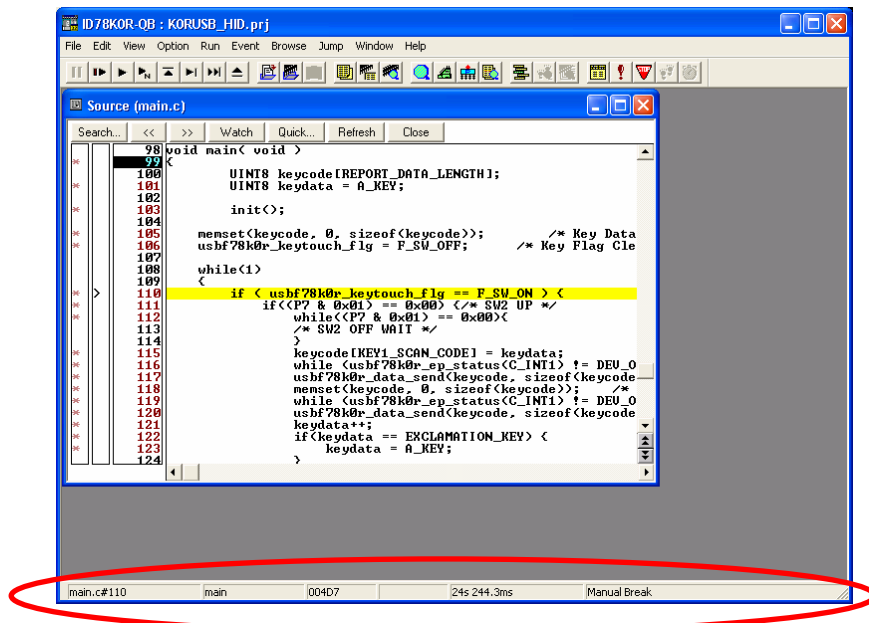 ID78K0R-QB : K0RUSB_HID.prj
File Edit View Option Run Event Browse Jump Window Help
Source (main.c)
Search... << >> Watch Quick... Refresh Close
98 void main( void )
* 99 {
100 UINT8 keycode[REPORT_DATA_LENGTH];
* 101 UINT8 keydata = A_KEY;
102
* 103 init();
104
* 105 memset(keycode, 0, sizeof(keycode)); /* Key Data
* 106 usbf78k0r_keytouch_flg = F_SW_OFF; /* Key Flag Cle
107
108 while(1)
109 {
* > 110 if ( usbf78k0r_keytouch_flg == F_SW_ON ) {
* 111 if((P7 & 0x01) == 0x00) {/* SW2 UP */
* 112 while((P7 & 0x01) == 0x00){
113 /* SW2 OFF WAIT */
114 }
* 115 keycode[KEY1_SCAN_CODE] = keydata;
* 116 while (usbf78k0r_ep_status(C_INT1) != DEV_O
* 117 usbf78k0r_data_send(keycode, sizeof(keycode
* 118 memset(keycode, 0, sizeof(keycode)); /*
* 119 while (usbf78k0r_ep_status(C_INT1) != DEV_O
* 120 usbf78k0r_data_send(keycode, sizeof(keycode
* 121 keydata++;
* 122 if(keydata == EXCLAMATION_KEY) {
* 123 keydata = A_KEY;
124 }
main.c#110 main 004D7 24s 244.3ms Manual Break